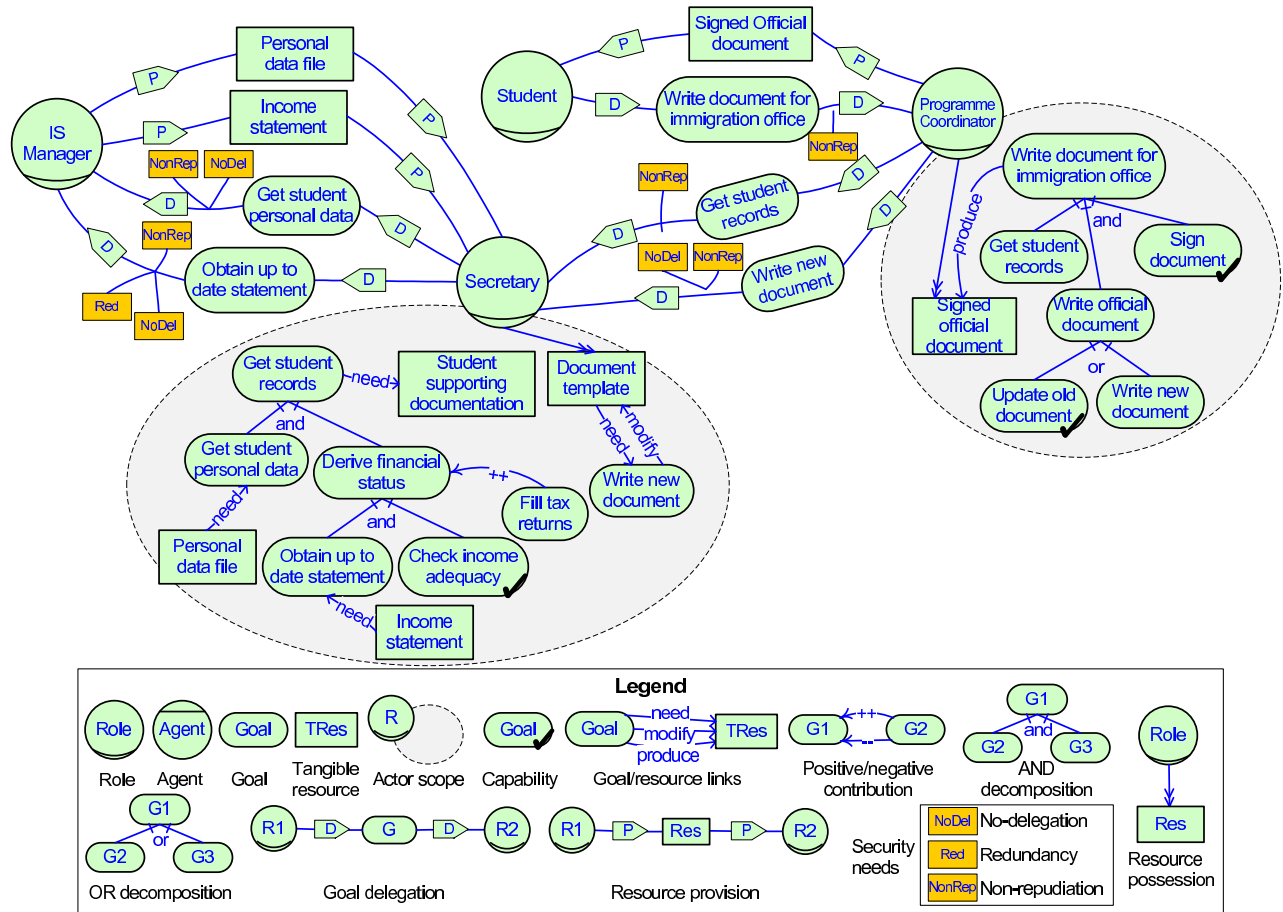 Personal
data file
P
P
IS
Manager
Income
statement
P
P
NonRep
NoDel
Get student
personal data
D
D
NonRep
D
Obtain up to
date statement
D
Red
NoDel
Secretary
Student
Signed Official
document
P
P
Write document for
immigration office
D
D
NonRep
Programme
Coordinator
NonRep
Get student
records
D
D
NoDel
NonRep
Write new
document
D
D
Write document for
immigration office
produce
and
Get student
records
Sign
document
Signed
official
document
Write official
document
or
Update old
document
Write new
document
Get student
records
need
Student
supporting
documentation
Document
template
and
Get student
personal data
Derive financial
status
++
need
modify
Write new
document
Fill tax
returns
need
Personal
data file
and
Obtain up to
date statement
Check income
adequacy
need
Income
statement
Legend
Role
Role
Agent
Agent
Goal
Goal
TRes
Tangible
resource
R
Actor scope
Goal
Capability
Goal
need
modify
produce
TRes
Goal/resource links
G1
++
--
G2
Positive/negative
contribution
G1
and
G2
G3
AND
decomposition
Role
Res
Resource
possession
G1
or
G2
G3
OR decomposition
R1
D
G
D
R2
Goal delegation
R1
P
Res
P
R2
Resource provision
Security
needs
NoDel
No-delegation
Red
Redundancy
NonRep
Non-repudiation